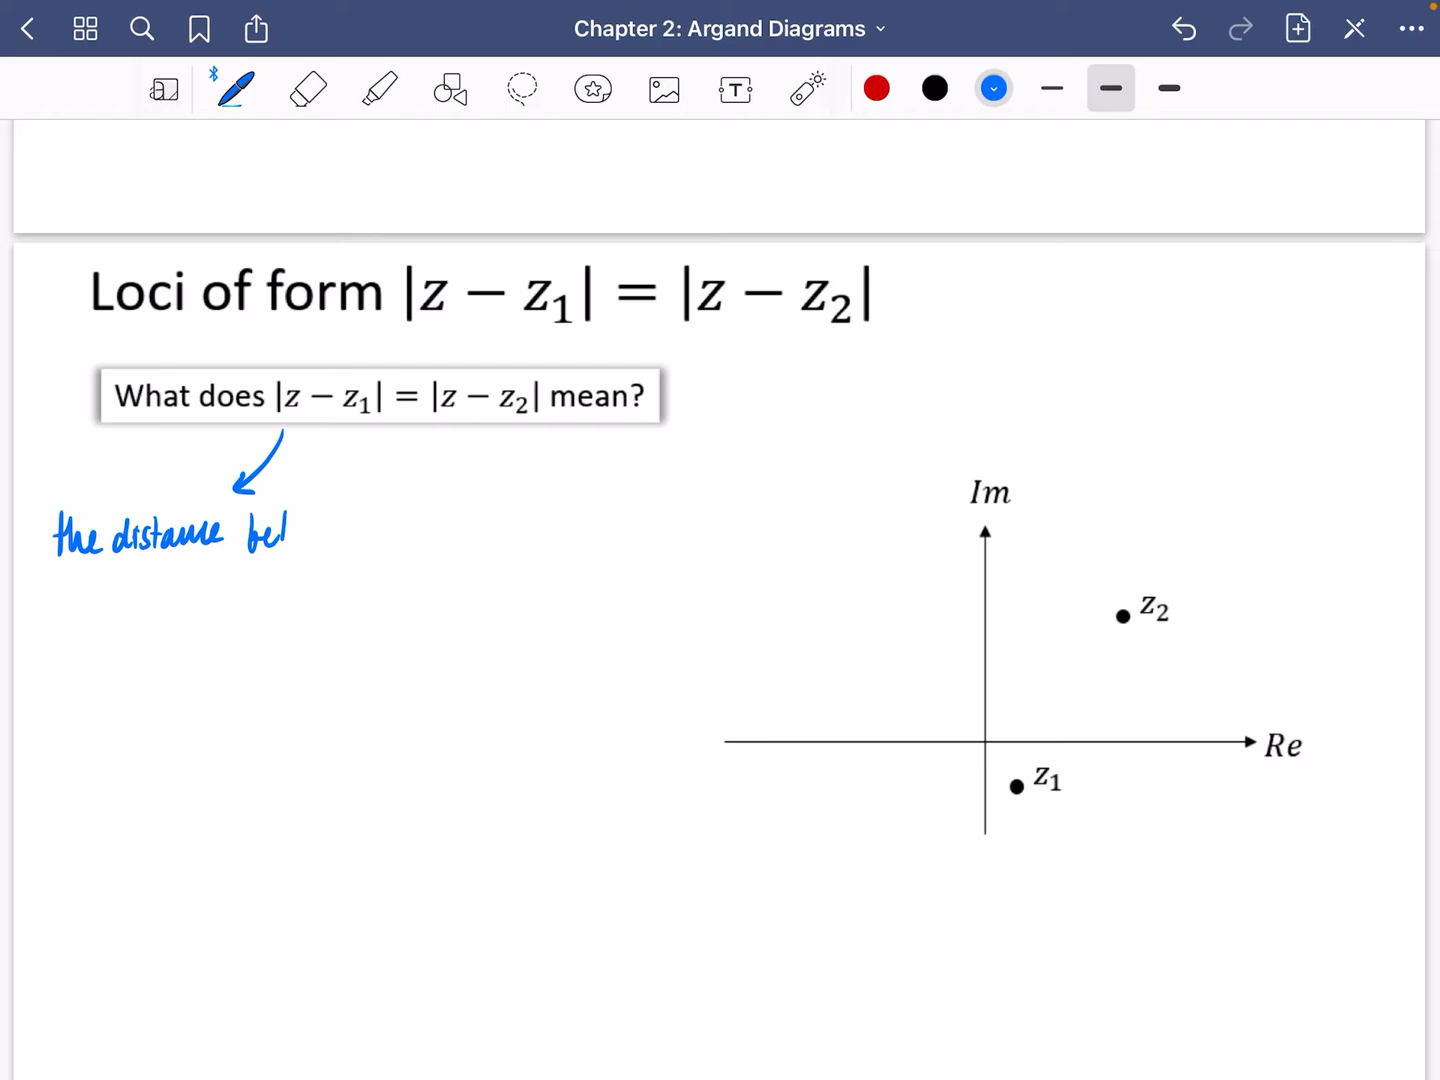 Chapter 2: Argand Diagrams
Loci of form |z − z₁| = |z − z₂|
What does |z − z₁| = |z − z₂| mean?
the distance bet
Im
z₂
Re
z₁